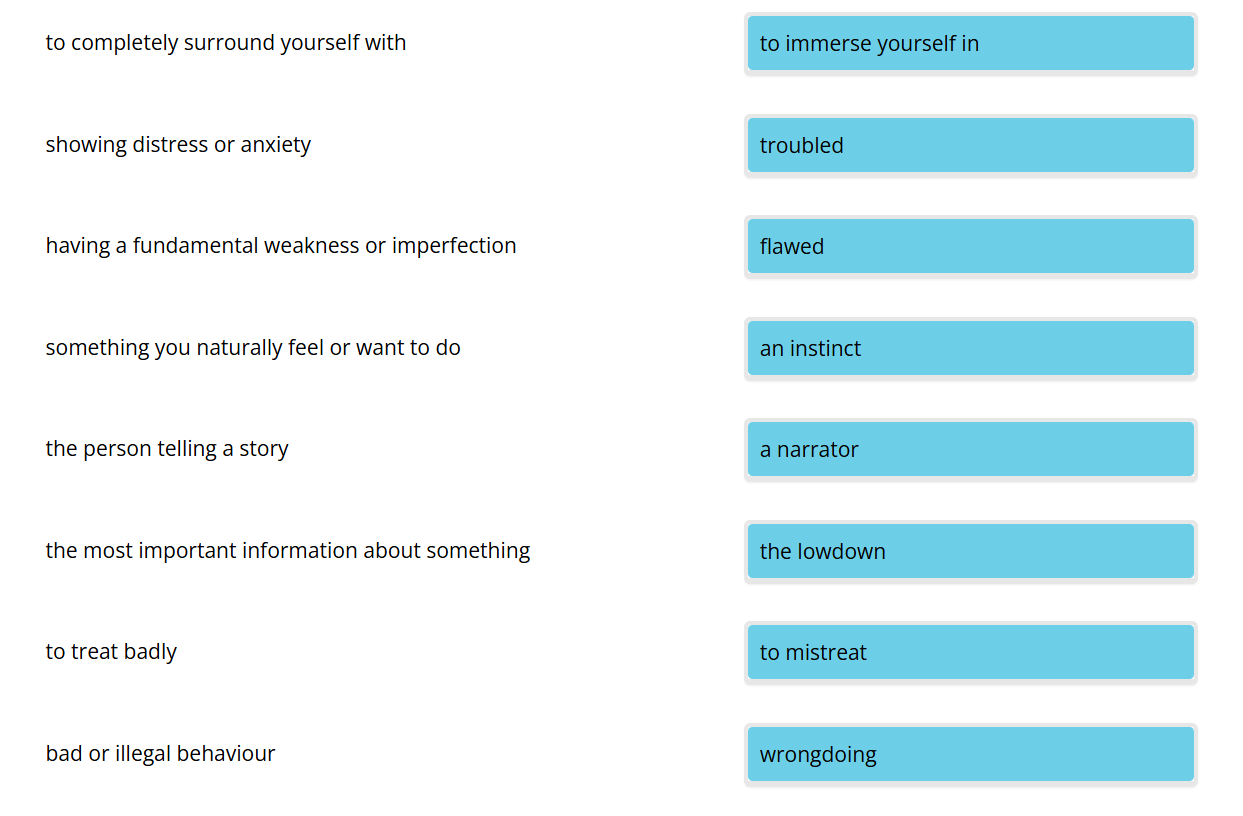 to completely surround yourself with
to immerse yourself in
showing distress or anxiety
troubled
having a fundamental weakness or imperfection
flawed
something you naturally feel or want to do
an instinct
the person telling a story
a narrator
the most important information about something
the lowdown
to treat badly
to mistreat
bad or illegal behaviour
wrongdoing